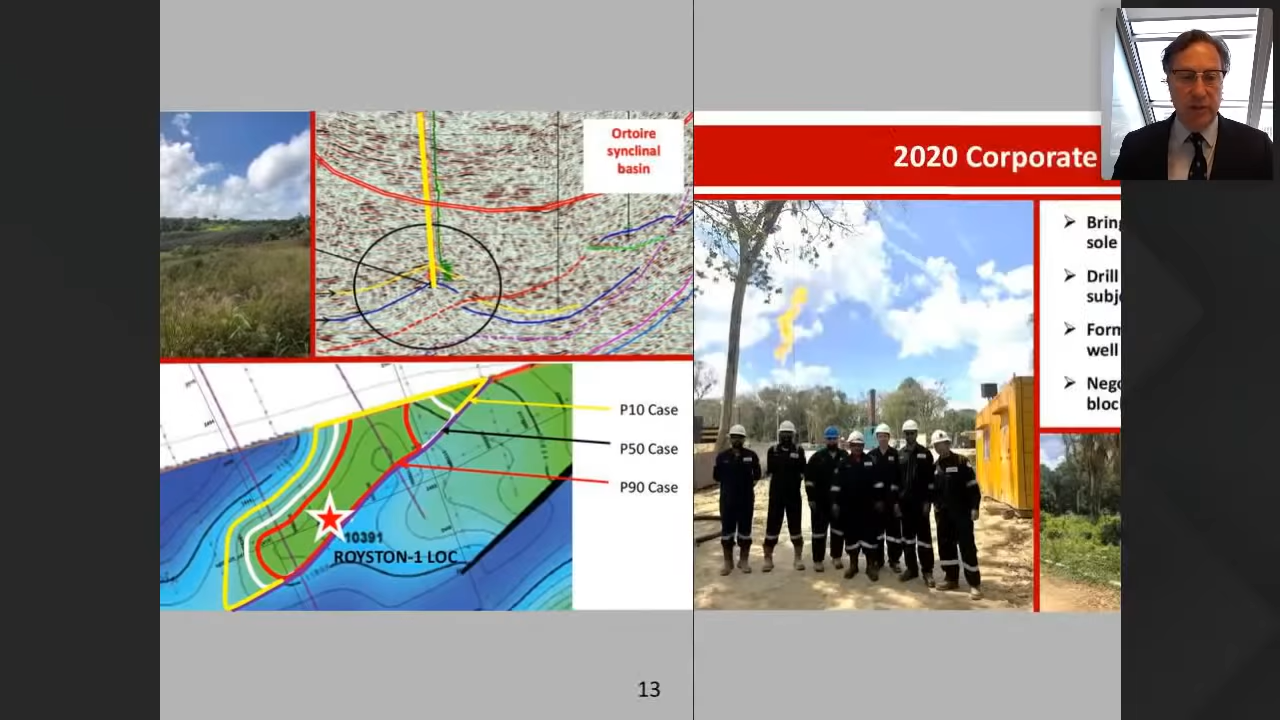 Ortoire
synclinal
basin
P10 Case
P50 Case
P90 Case
10391
ROYSTON-1 LOC
13
2020 Corporate
Bring
sole
Drill
subj
Form
well
Nego
bloc